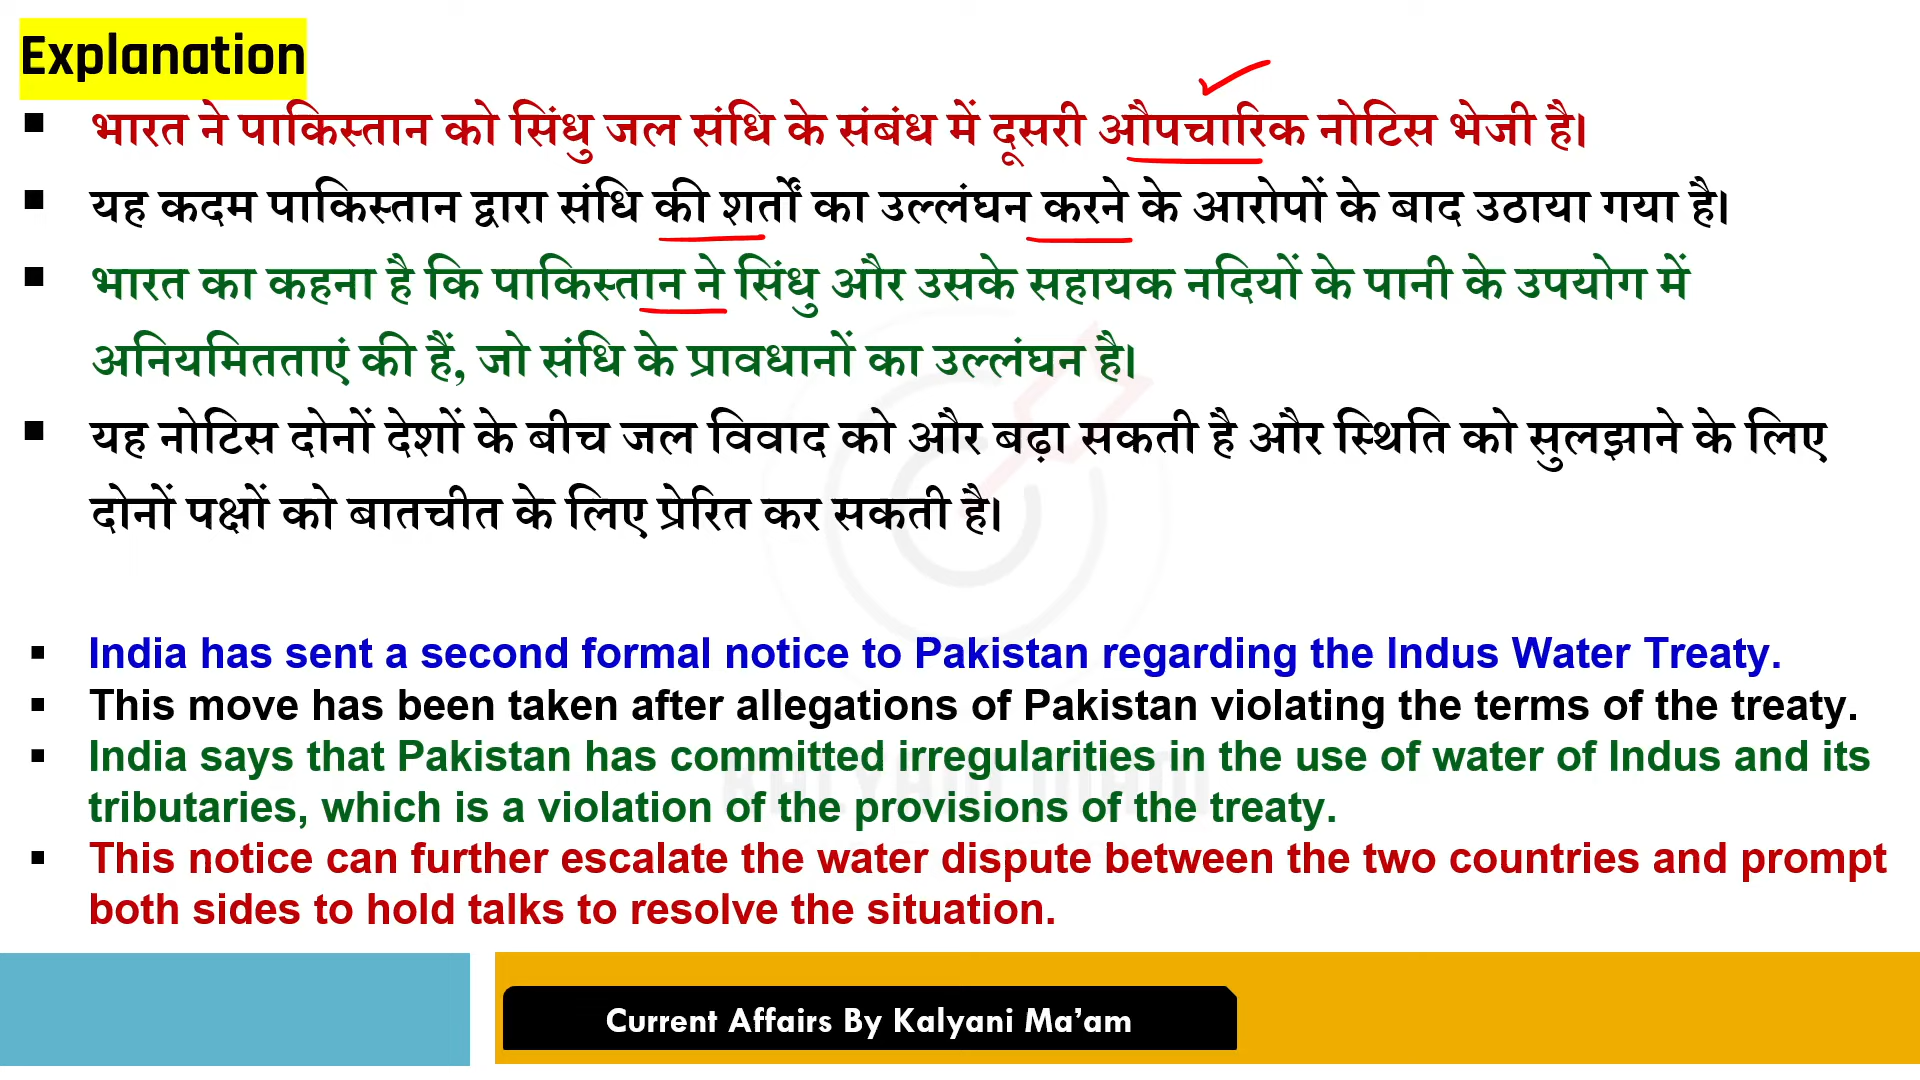 Explanation
▪ भारत ने पाकिस्तान को सिंधु जल संधि के संबंध में दूसरी औपचारिक नोटिस भेजी है।
▪ यह कदम पाकिस्तान द्वारा संधि की शर्तों का उल्लंघन करने के आरोपों के बाद उठाया गया है।
▪ भारत का कहना है कि पाकिस्तान ने सिंधु और उसके सहायक नदियों के पानी के उपयोग में
अनियमितताएं की हैं, जो संधि के प्रावधानों का उल्लंघन है।
▪ यह नोटिस दोनों देशों के बीच जल विवाद को और बढ़ा सकती है और स्थिति को सुलझाने के लिए
दोनों पक्षों को बातचीत के लिए प्रेरित कर सकती है।
▪ India has sent a second formal notice to Pakistan regarding the Indus Water Treaty.
▪ This move has been taken after allegations of Pakistan violating the terms of the treaty.
▪ India says that Pakistan has committed irregularities in the use of water of Indus and its
tributaries, which is a violation of the provisions of the treaty.
▪ This notice can further escalate the water dispute between the two countries and prompt
both sides to hold talks to resolve the situation.
Current Affairs By Kalyani Ma’am